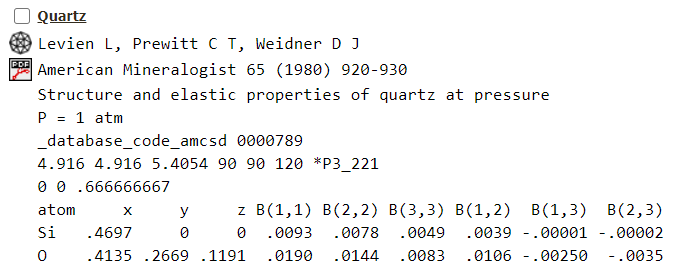 Quartz
Levien L, Prewitt C T, Weidner D J
PDF American Mineralogist 65 (1980) 920-930
Structure and elastic properties of quartz at pressure
P = 1 atm
_database_code_amcsd 0000789
4.916 4.916 5.4054 90 90 120 *P3_221
0 0 .666666667
atom x y z B(1,1) B(2,2) B(3,3) B(1,2) B(1,3) B(2,3)
Si .4697 0 0 .0093 .0078 .0049 .0039 -.00001 -.00002
O .4135 .2669 .1191 .0190 .0144 .0083 .0106 -.00250 -.0035